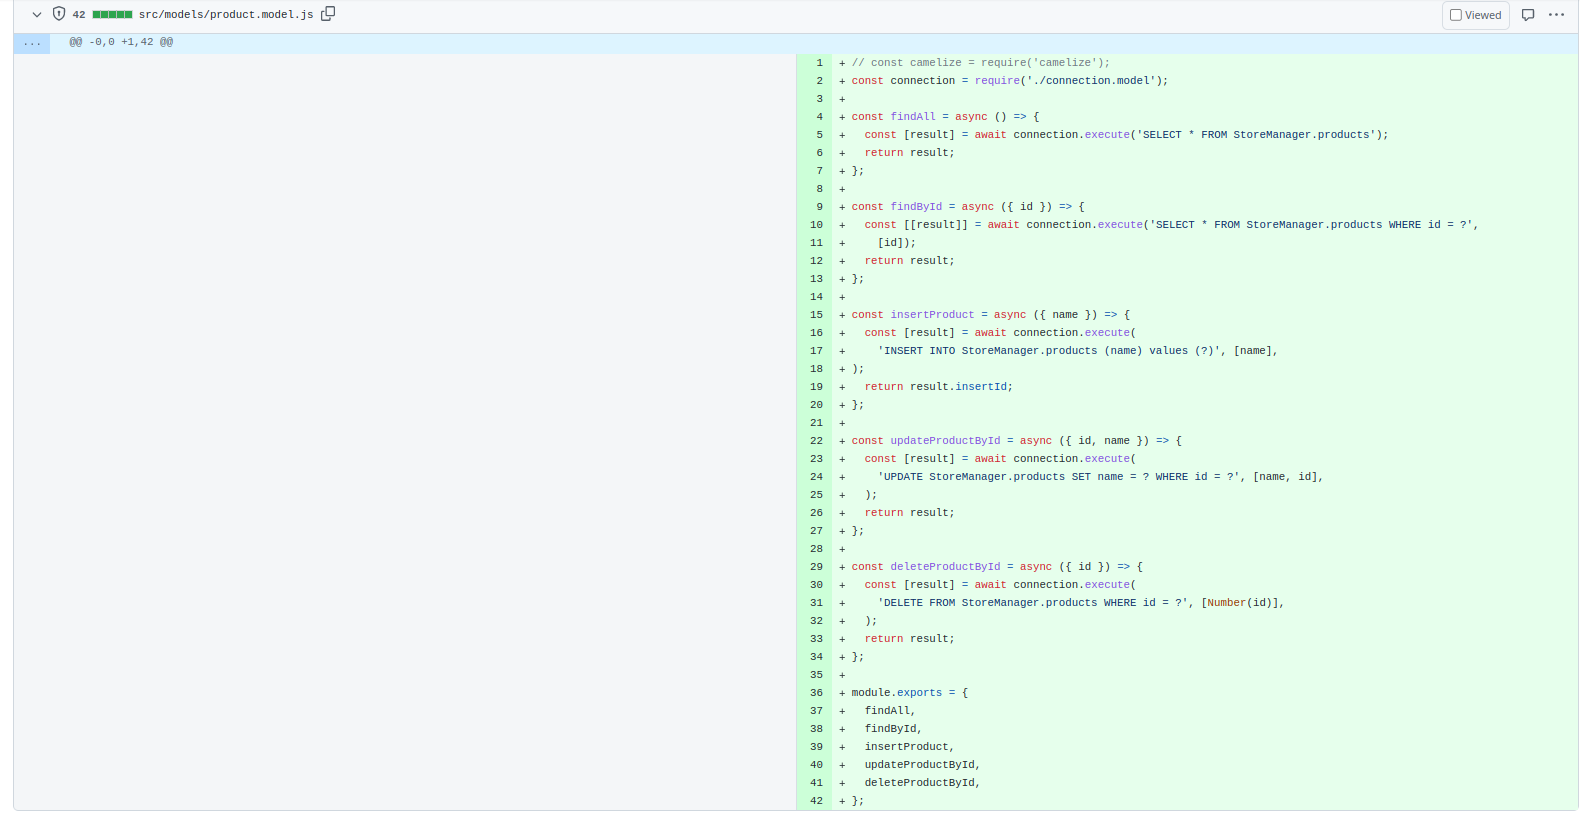 42 src/models/product.model.js Viewed
... @@ -0,0 +1,42 @@
1 + // const camelize = require('camelize');
2 + const connection = require('./connection.model');
3 +
4 + const findAll = async () => {
5 +   const [result] = await connection.execute('SELECT * FROM StoreManager.products');
6 +   return result;
7 + };
8 +
9 + const findById = async ({ id }) => {
10 +   const [[result]] = await connection.execute('SELECT * FROM StoreManager.products WHERE id = ?',
11 +     [id]);
12 +   return result;
13 + };
14 +
15 + const insertProduct = async ({ name }) => {
16 +   const [result] = await connection.execute(
17 +     'INSERT INTO StoreManager.products (name) values (?)', [name],
18 + );
19 +   return result.insertId;
20 + };
21 +
22 + const updateProductById = async ({ id, name }) => {
23 +   const [result] = await connection.execute(
24 +     'UPDATE StoreManager.products SET name = ? WHERE id = ?', [name, id],
25 +   );
26 +   return result;
27 + };
28 +
29 + const deleteProductById = async ({ id }) => {
30 +   const [result] = await connection.execute(
31 +     'DELETE FROM StoreManager.products WHERE id = ?', [Number(id)],
32 +   );
33 +   return result;
34 + };
35 +
36 + module.exports = {
37 +   findAll,
38 +   findById,
39 +   insertProduct,
40 +   updateProductById,
41 +   deleteProductById,
42 + };